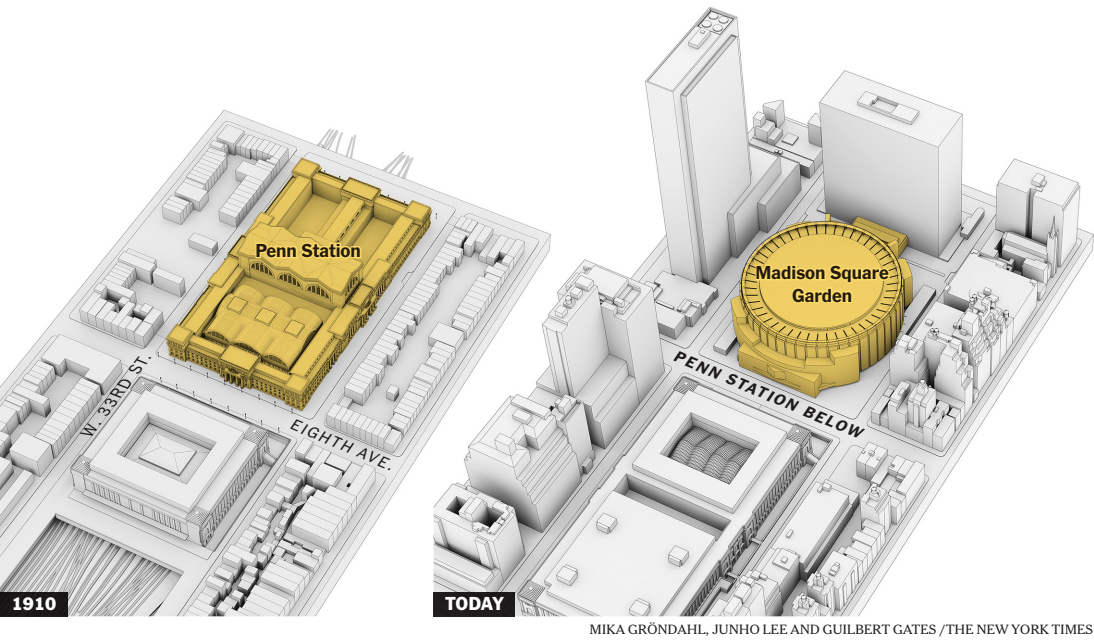 Penn Station
W. 33RD ST.
EIGHTH AVE.
1910
Madison Square
Garden
PENN STATION BELOW
TODAY
MIKA GRÖNDAHL, JUNHO LEE AND GUILBERT GATES /THE NEW YORK TIMES